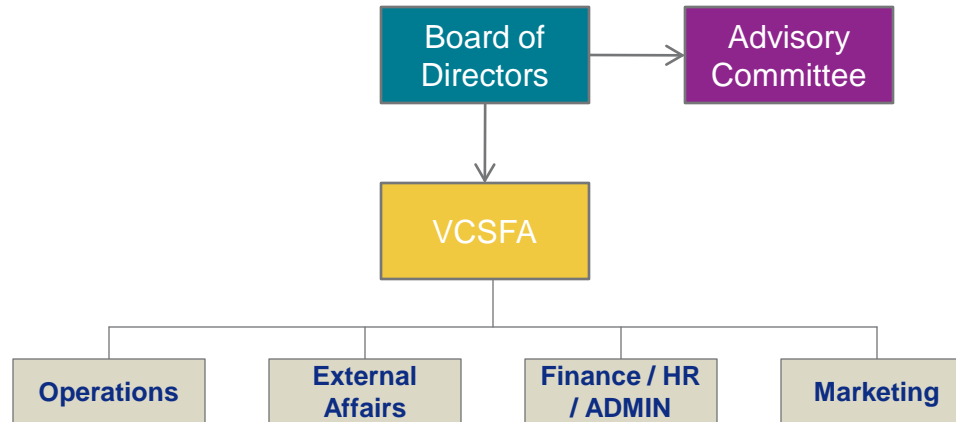 Board of
Directors
Advisory
Committee
VCSFA
Operations
External
Affairs
Finance / HR
/ ADMIN
Marketing